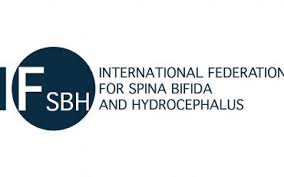 IF
SBH
INTERNATIONAL FEDERATION
FOR SPINA BIFIDA
AND HYDROCEPHALUS